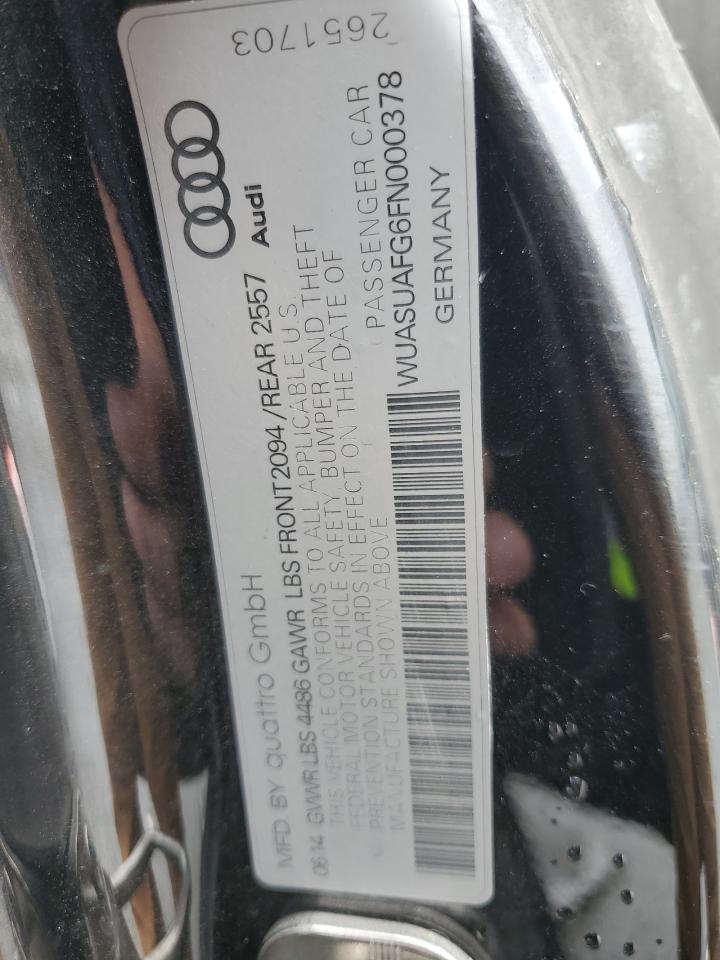 MFD. BY quattro GmbH
Audi
2651703
06 14 GVWR LBS 4486 GAWR LBS FRONT 2094 /REAR 2557
THIS VEHICLE CONFORMS TO ALL APPLICABLE U.S.
FEDERAL MOTOR VEHICLE SAFETY, BUMPER AND THEFT
PREVENTION STANDARDS IN EFFECT ON THE DATE OF
MANUFACTURE SHOWN ABOVE
PASSENGER CAR
WUASUAFG6FN000378
GERMANY